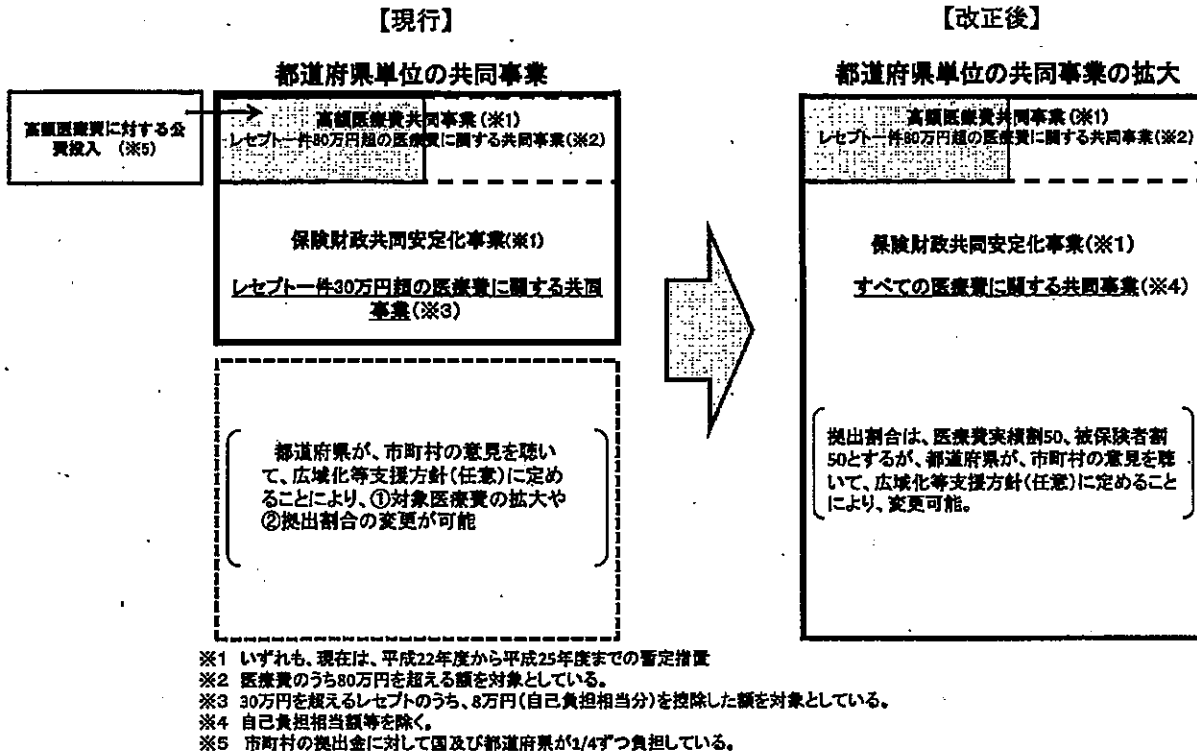 【現行】
都道府県単位の共同事業
高額医療費に対する公
費投入 (※5)
高額医療費共同事業(※1)
レセプト一件80万円超の医療費に関する共同事業(※2)
保険財政共同安定化事業(※1)
レセプト一件30万円超の医療費に関する共同
事業(※3)
都道府県が、市町村の意見を聴い
て、広域化等支援方針(任意)に定め
ることにより、①対象医療費の拡大や
②拠出割合の変更が可能
【改正後】
都道府県単位の共同事業の拡大
高額医療費共同事業(※1)
レセプト一件80万円超の医療費に関する共同事業(※2)
保険財政共同安定化事業(※1)
すべての医療費に関する共同事業(※4)
拠出割合は、医療費実績割50、被保険者割
50とするが、都道府県が、市町村の意見を聴
いて、広域化等支援方針(任意)に定めること
により、変更可能。
※1 いずれも、現在は、平成22年度から平成25年度までの暫定措置
※2 医療費のうち80万円を超える額を対象としている。
※3 30万円を超えるレセプトのうち、8万円(自己負担相当分)を控除した額を対象としている。
※4 自己負担相当額等を除く。
※5 市町村の拠出金に対して国及び都道府県が1/4ずつ負担している。